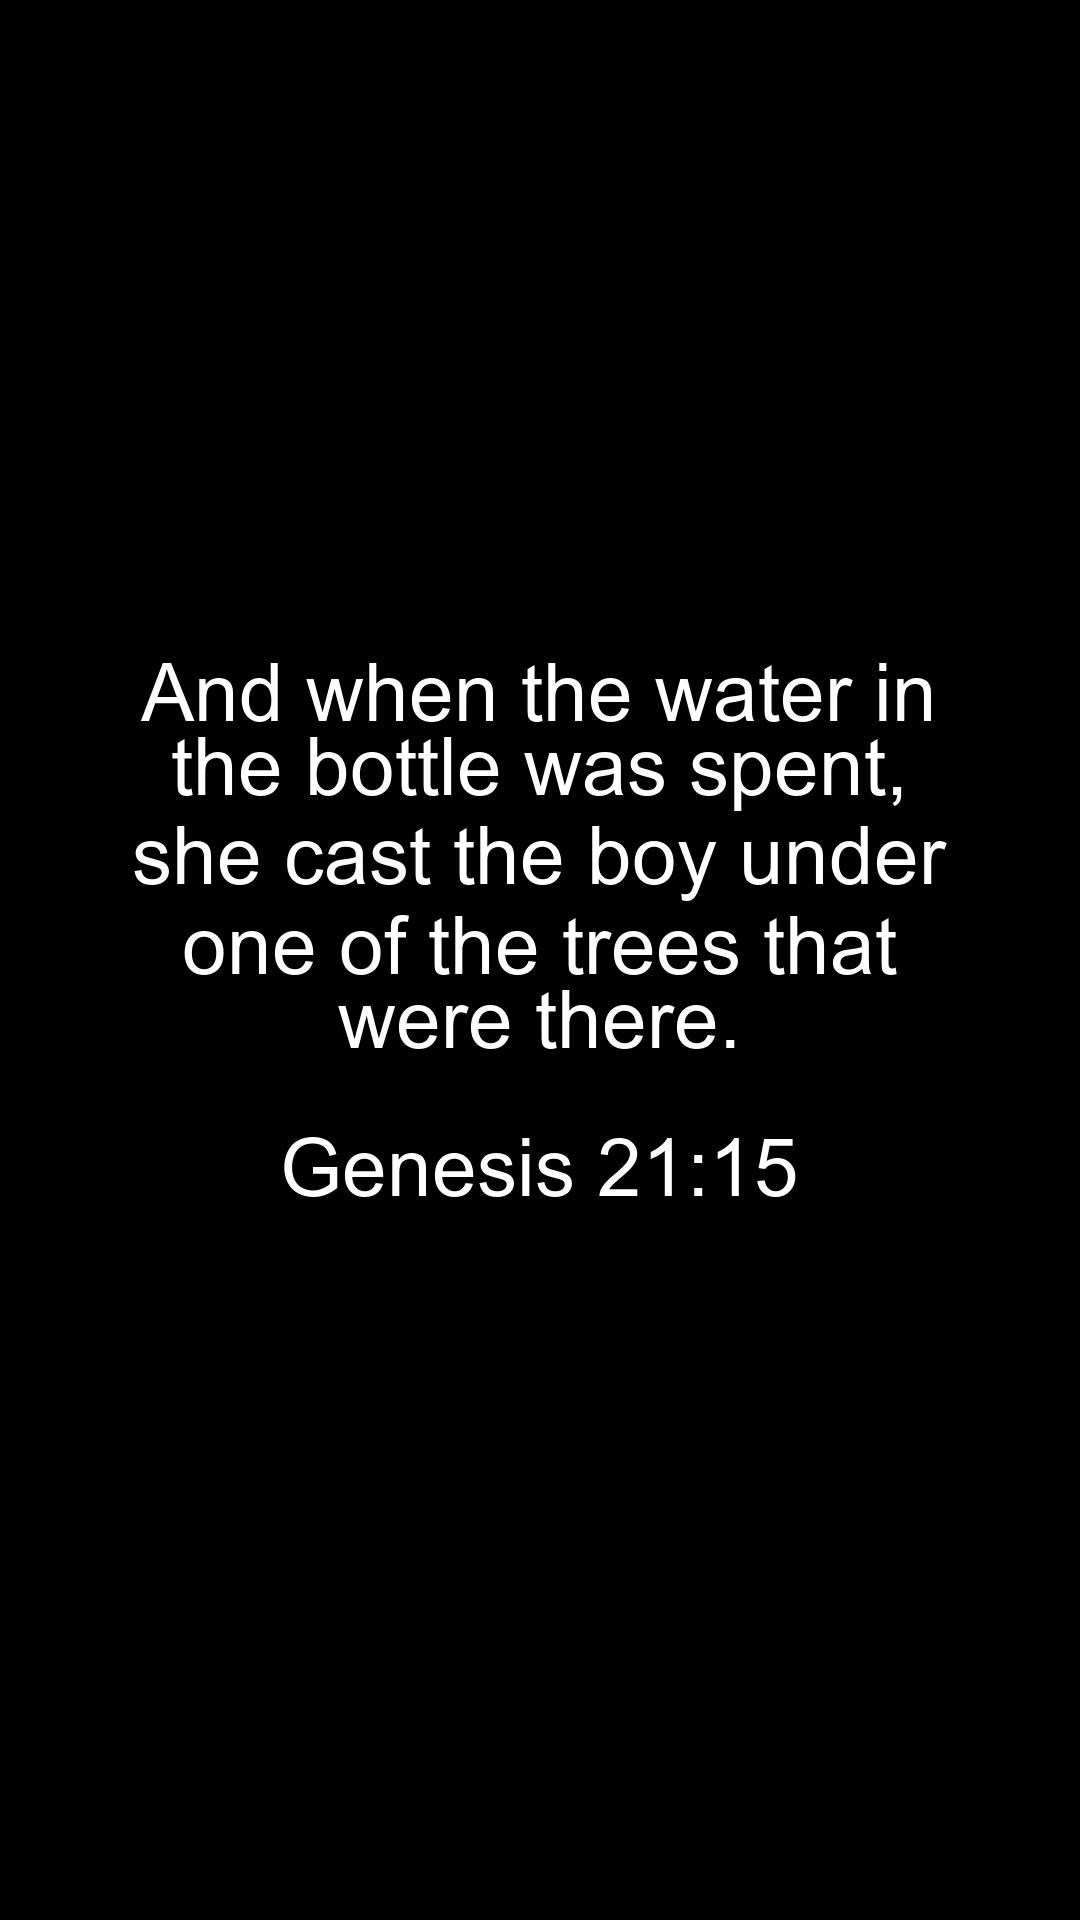 And when the water in
the bottle was spent,
she cast the boy under
one of the trees that
were there.
Genesis 21:15